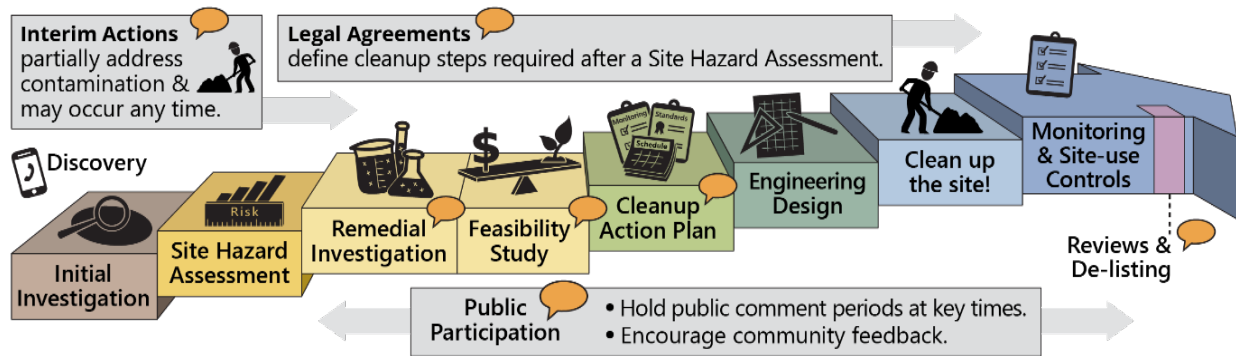 Interim Actions
partially address
contamination &
may occur any time.
Legal Agreements
define cleanup steps required after a Site Hazard Assessment.
Discovery
Initial
Investigation
Risk
Site Hazard
Assessment
Remedial
Investigation
$
Feasibility
Study
Monitoring
Standards
Schedule
Cleanup
Action Plan
Engineering
Design
Clean up
the site!
Monitoring
& Site-use
Controls
Reviews &
De-listing
Public
Participation
• Hold public comment periods at key times.
• Encourage community feedback.